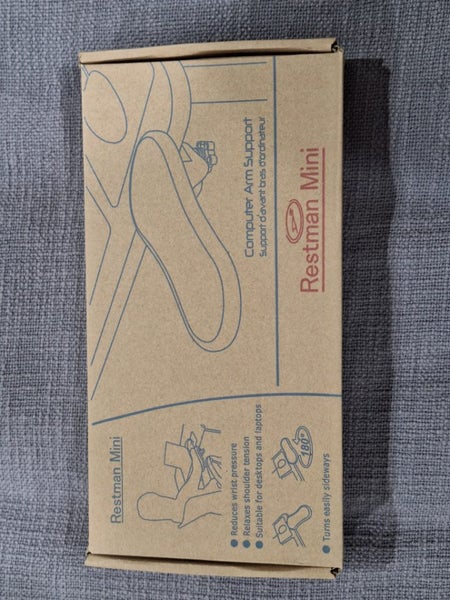 Computer Arm Support
Support d'avant bras d'ordinateur
Restman Mini
Restman Mini
Reduces wrist pressure
Relaxes shoulder tension
Suitable for desktops and laptops
180°
Turns easily sideways